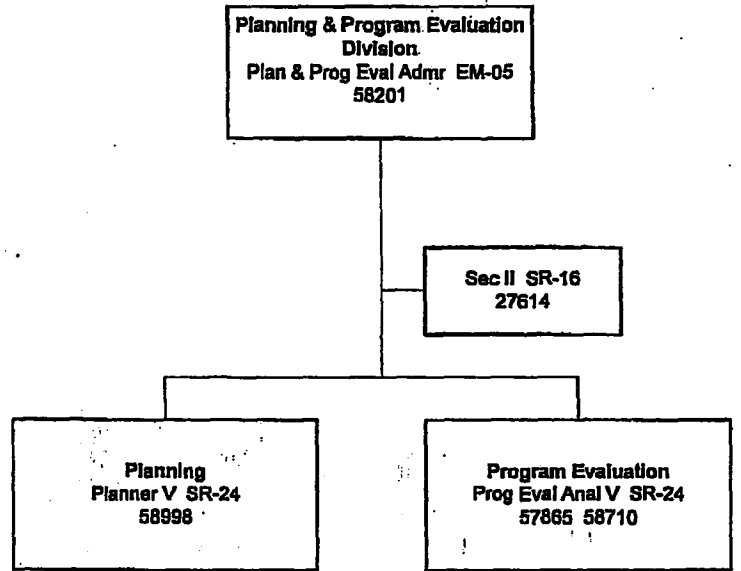 Planning & Program Evaluation
Division
Plan & Prog Eval Admr EM-05
58201
Sec II SR-16
27614
Planning
Planner V SR-24
58998
Program Evaluation
Prog Eval Anal V SR-24
57865 58710